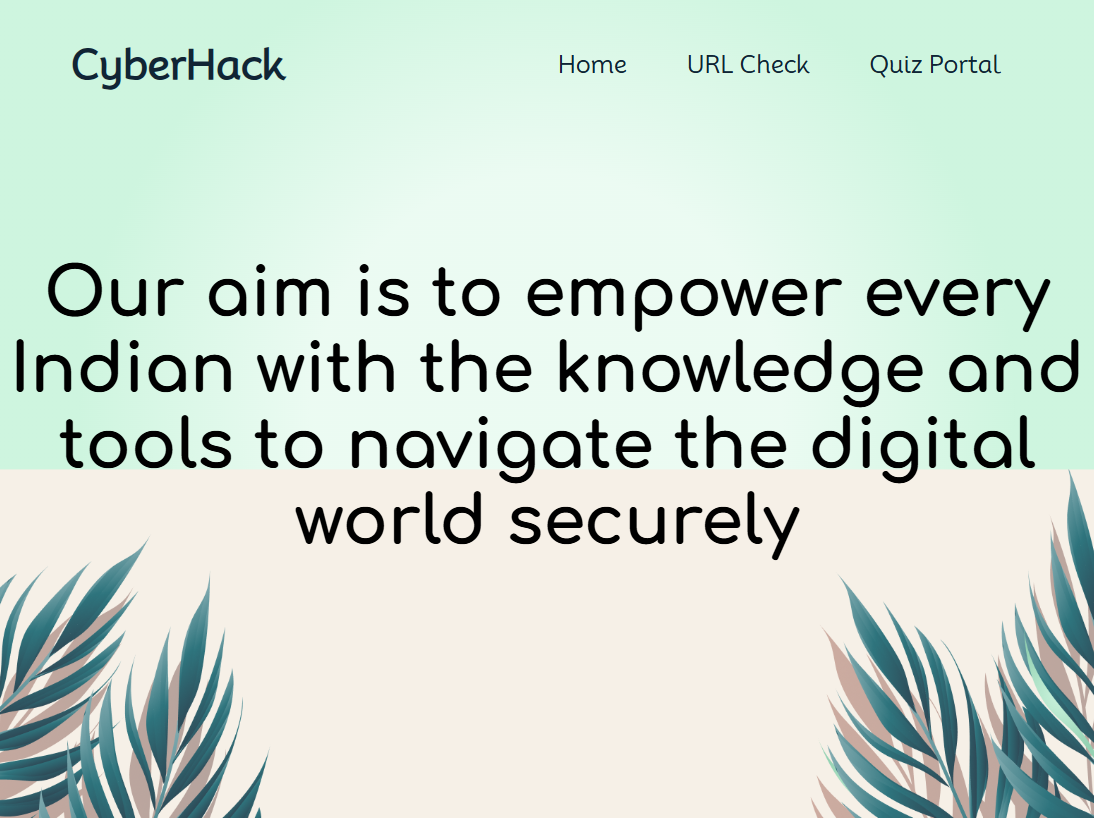 CyberHack
Home URL Check Quiz Portal
Our aim is to empower every
Indian with the knowledge and
tools to navigate the digital
world securely